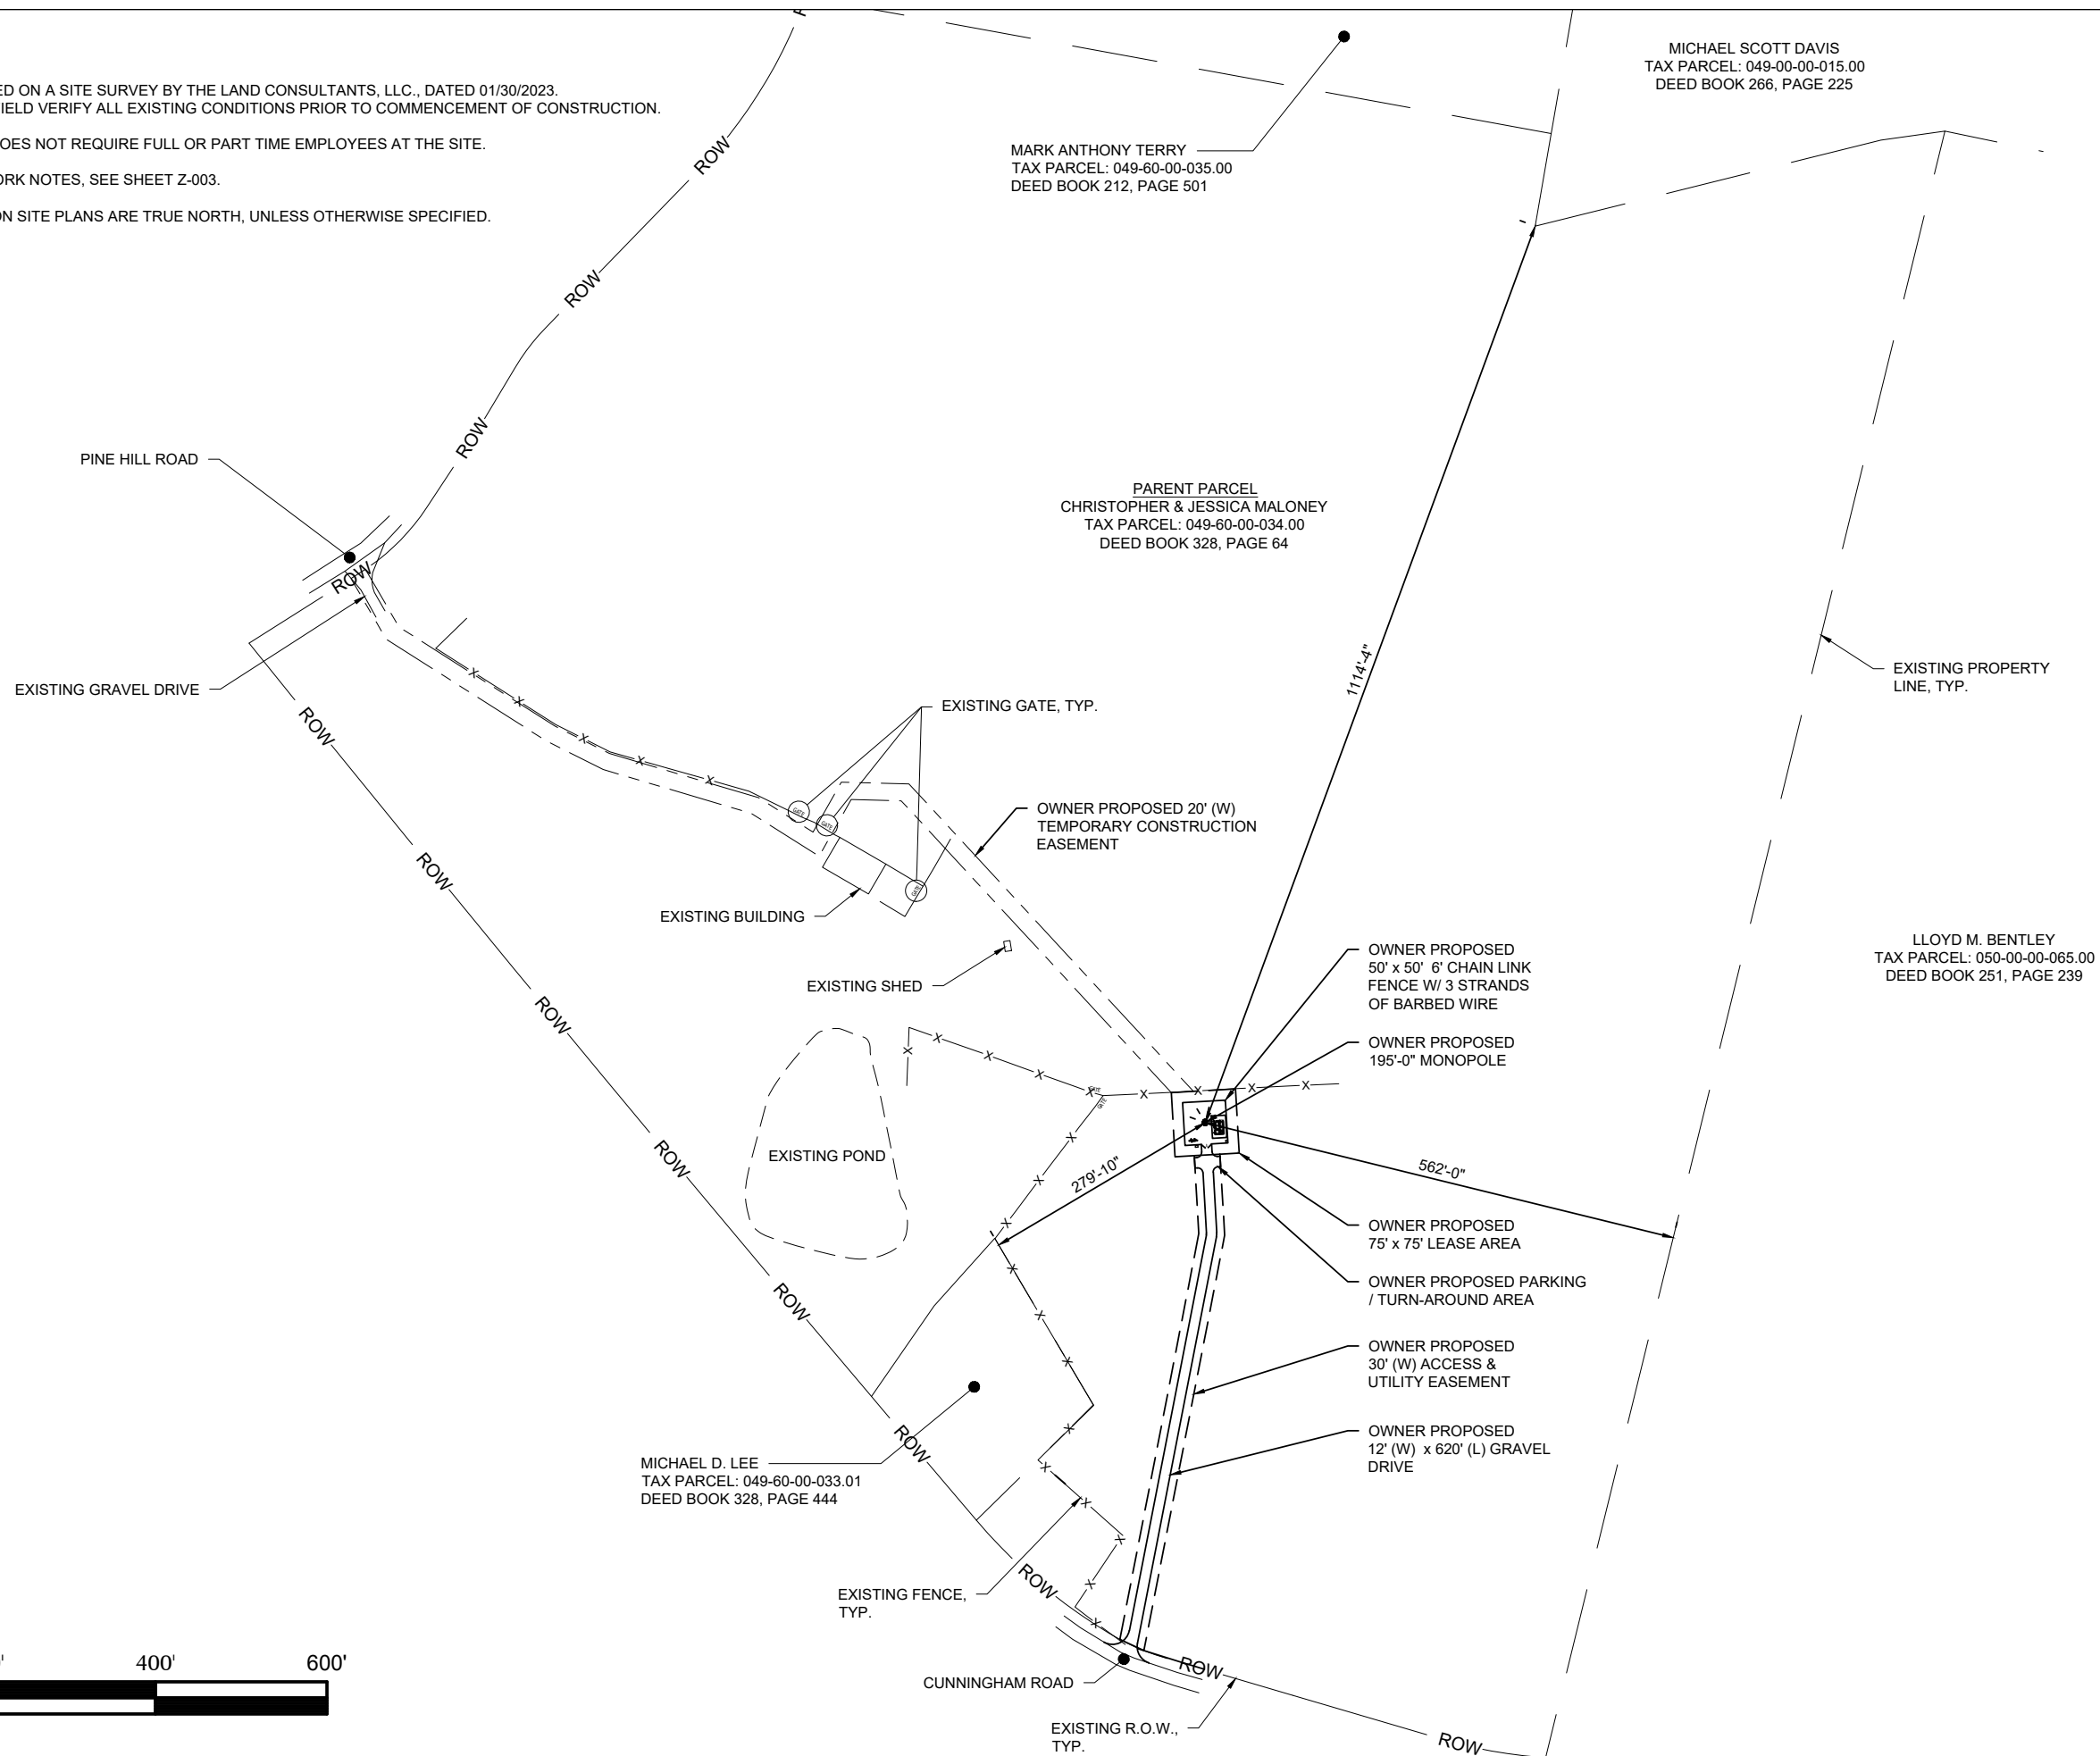 ED ON A SITE SURVEY BY THE LAND CONSULTANTS, LLC., DATED 01/30/2023.
IELD VERIFY ALL EXISTING CONDITIONS PRIOR TO COMMENCEMENT OF CONSTRUCTION.
OES NOT REQUIRE FULL OR PART TIME EMPLOYEES AT THE SITE.
ORK NOTES, SEE SHEET Z-003.
ON SITE PLANS ARE TRUE NORTH, UNLESS OTHERWISE SPECIFIED.
MICHAEL SCOTT DAVIS
TAX PARCEL: 049-00-00-015.00
DEED BOOK 266, PAGE 225
MARK ANTHONY TERRY
TAX PARCEL: 049-60-00-035.00
DEED BOOK 212, PAGE 501
ROW
ROW
ROW
PINE HILL ROAD
PARENT PARCEL
CHRISTOPHER & JESSICA MALONEY
TAX PARCEL: 049-60-00-034.00
DEED BOOK 328, PAGE 64
ROW
EXISTING GRAVEL DRIVE
1114'-4"
EXISTING PROPERTY
LINE, TYP.
ROW
EXISTING GATE, TYP.
GATE
GATE
GATE
OWNER PROPOSED 20' (W)
TEMPORARY CONSTRUCTION
EASEMENT
ROW
EXISTING BUILDING
EXISTING SHED
OWNER PROPOSED
50' x 50' 6' CHAIN LINK
FENCE W/ 3 STRANDS
OF BARBED WIRE
LLOYD M. BENTLEY
TAX PARCEL: 050-00-00-065.00
DEED BOOK 251, PAGE 239
ROW
OWNER PROPOSED
195'-0" MONOPOLE
GATE
GATE
ROW
EXISTING POND
279'-10"
562'-0"
OWNER PROPOSED
75' x 75' LEASE AREA
ROW
OWNER PROPOSED PARKING
/ TURN-AROUND AREA
OWNER PROPOSED
30' (W) ACCESS &
UTILITY EASEMENT
ROW
OWNER PROPOSED
12' (W) x 620' (L) GRAVEL
DRIVE
MICHAEL D. LEE
TAX PARCEL: 049-60-00-033.01
DEED BOOK 328, PAGE 444
ROW
EXISTING FENCE,
TYP.
CUNNINGHAM ROAD
ROW
EXISTING R.O.W.,
TYP.
ROW
400'
600'